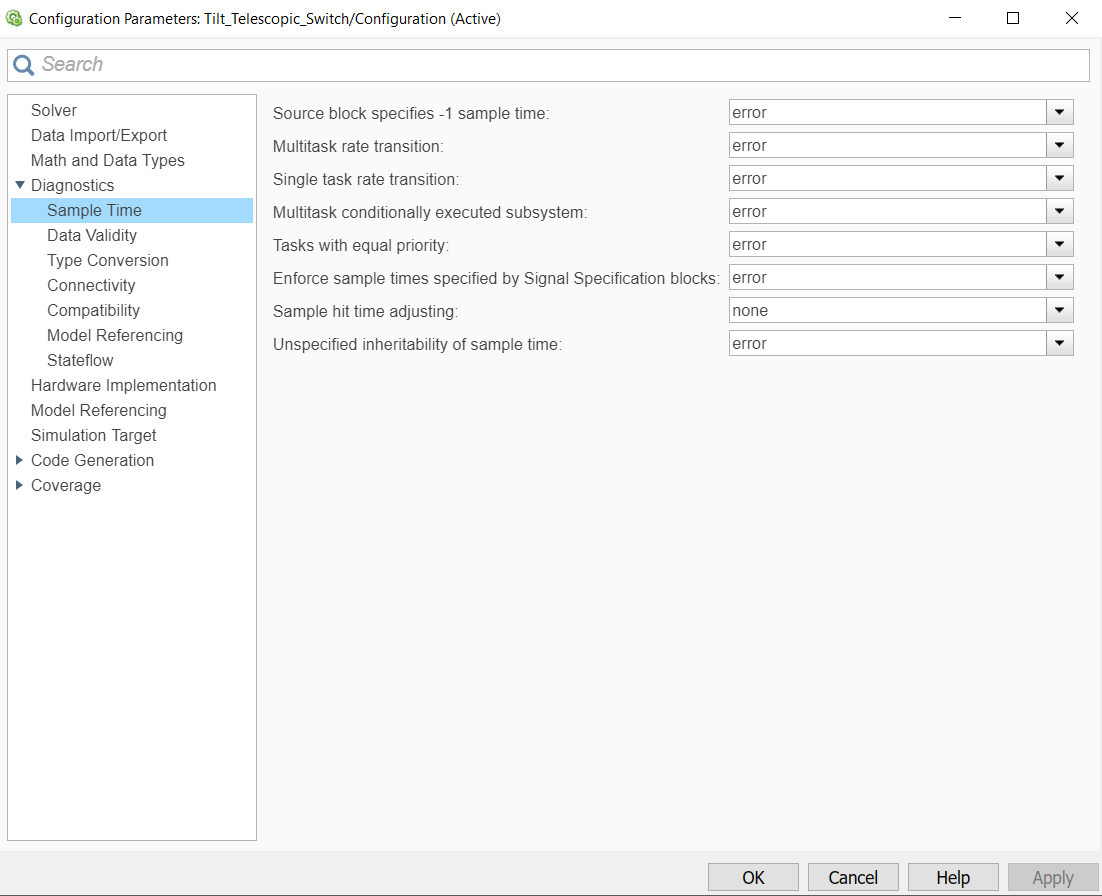 Configuration Parameters: Tilt_Telescopic_Switch/Configuration (Active)
Search
Solver
Data Import/Export
Math and Data Types
Diagnostics
Sample Time
Data Validity
Type Conversion
Connectivity
Compatibility
Model Referencing
Stateflow
Hardware Implementation
Model Referencing
Simulation Target
Code Generation
Coverage
Source block specifies -1 sample time: error
Multitask rate transition: error
Single task rate transition: error
Multitask conditionally executed subsystem: error
Tasks with equal priority: error
Enforce sample times specified by Signal Specification blocks: error
Sample hit time adjusting: none
Unspecified inheritability of sample time: error
OK Cancel Help Apply